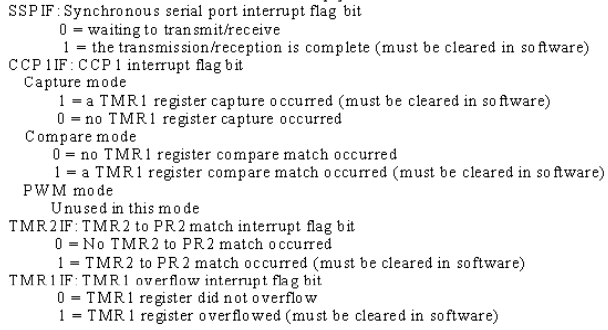 SSPIF: Synchronous serial port interrupt flag bit
0 = waiting to transmit/receive
1 = the transmission/reception is complete (must be cleared in software)
CCP1IF: CCP1 interrupt flag bit
Capture mode
1 = a TMR1 register capture occurred (must be cleared in software)
0 = no TMR1 register capture occurred
Compare mode
0 = no TMR1 register compare match occurred
1 = a TMR1 register compare match occurred (must be cleared in software)
PWM mode
Unused in this mode
TMR2IF: TMR2 to PR2 match interrupt flag bit
0 = No TMR2 to PR2 match occurred
1 = TMR2 to PR2 match occurred (must be cleared in software)
TMR1IF: TMR1 overflow interrupt flag bit
0 = TMR1 register did not overflow
1 = TMR1 register overflowed (must be cleared in software)